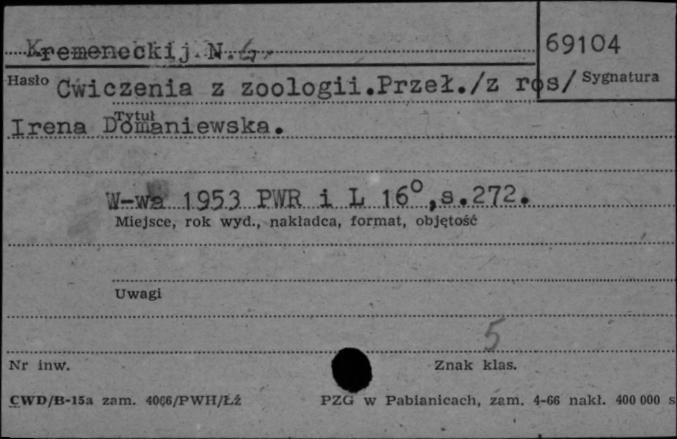 Kremeneckij N. G.
69104
Hasło
Ćwiczenia z zoologii.Przeł./z ros/
Sygnatura
Tytuł
Irena Domaniewska.
W-wa 1953 PWR i L 16°,s.272.
Miejsce, rok wyd., nakładca, format, objętość
Uwagi
5
Nr inw.
Znak klas.
CWD/B-15a zam. 4066/PWH/Łź
PZG w Pabianicach, zam. 4-66 nakł. 400 000 s